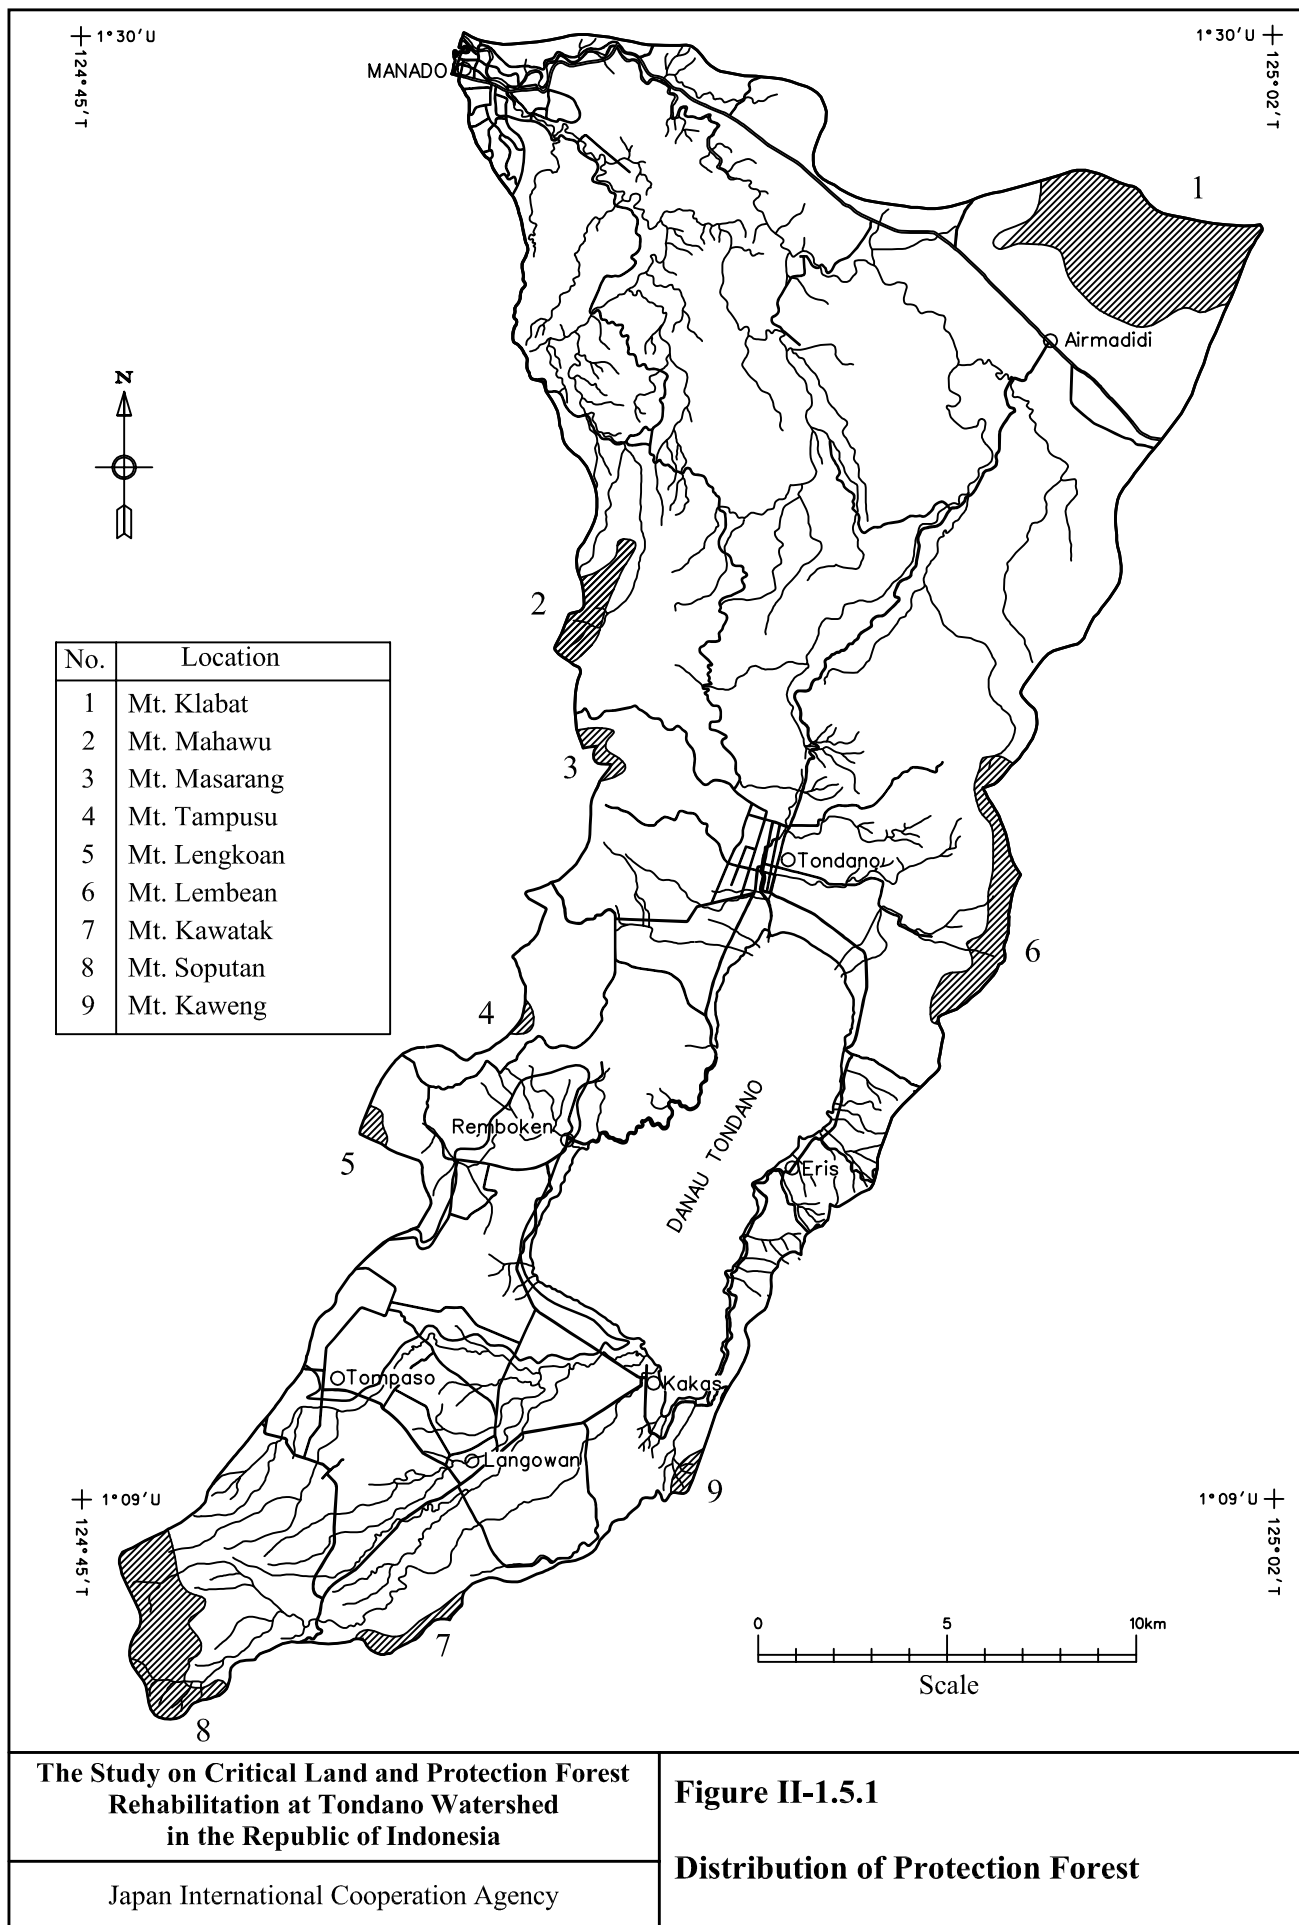 1°30′U
124°45′T
MANADO
1°30′U
125°02′T
1
Airmadidi
N
2
No. Location
1 Mt. Klabat
2 Mt. Mahawu
3 Mt. Masarang
4 Mt. Tampusu
5 Mt. Lengkoan
6 Mt. Lembean
7 Mt. Kawatak
8 Mt. Soputan
9 Mt. Kaweng
3
Tondano
6
4
Remboken
5
DANAU TONDANO
Eris
Tompaso
Kakas
Langowan
9
1°09′U
124°45′T
1°09′U
125°02′T
7
8
0 5 10km
Scale
The Study on Critical Land and Protection Forest
Rehabilitation at Tondano Watershed
in the Republic of Indonesia
Japan International Cooperation Agency
Figure II-1.5.1
Distribution of Protection Forest